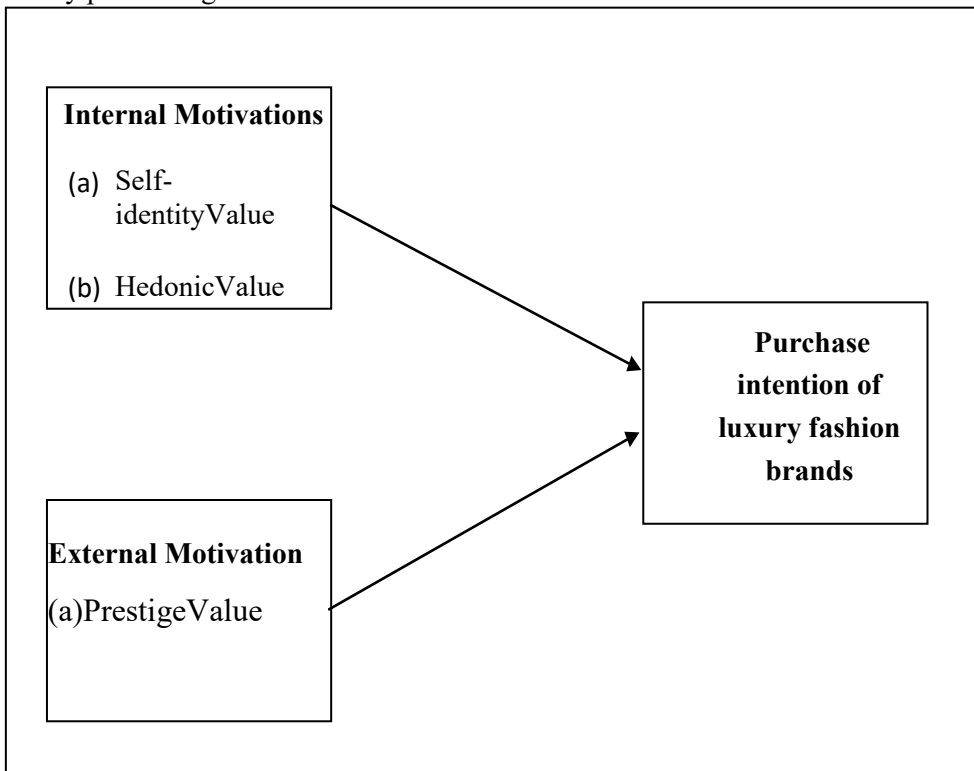 Internal Motivations
(a) Self-
identityValue
(b) HedonicValue
Purchase
intention of
luxury fashion
brands
External Motivation
(a)PrestigeValue